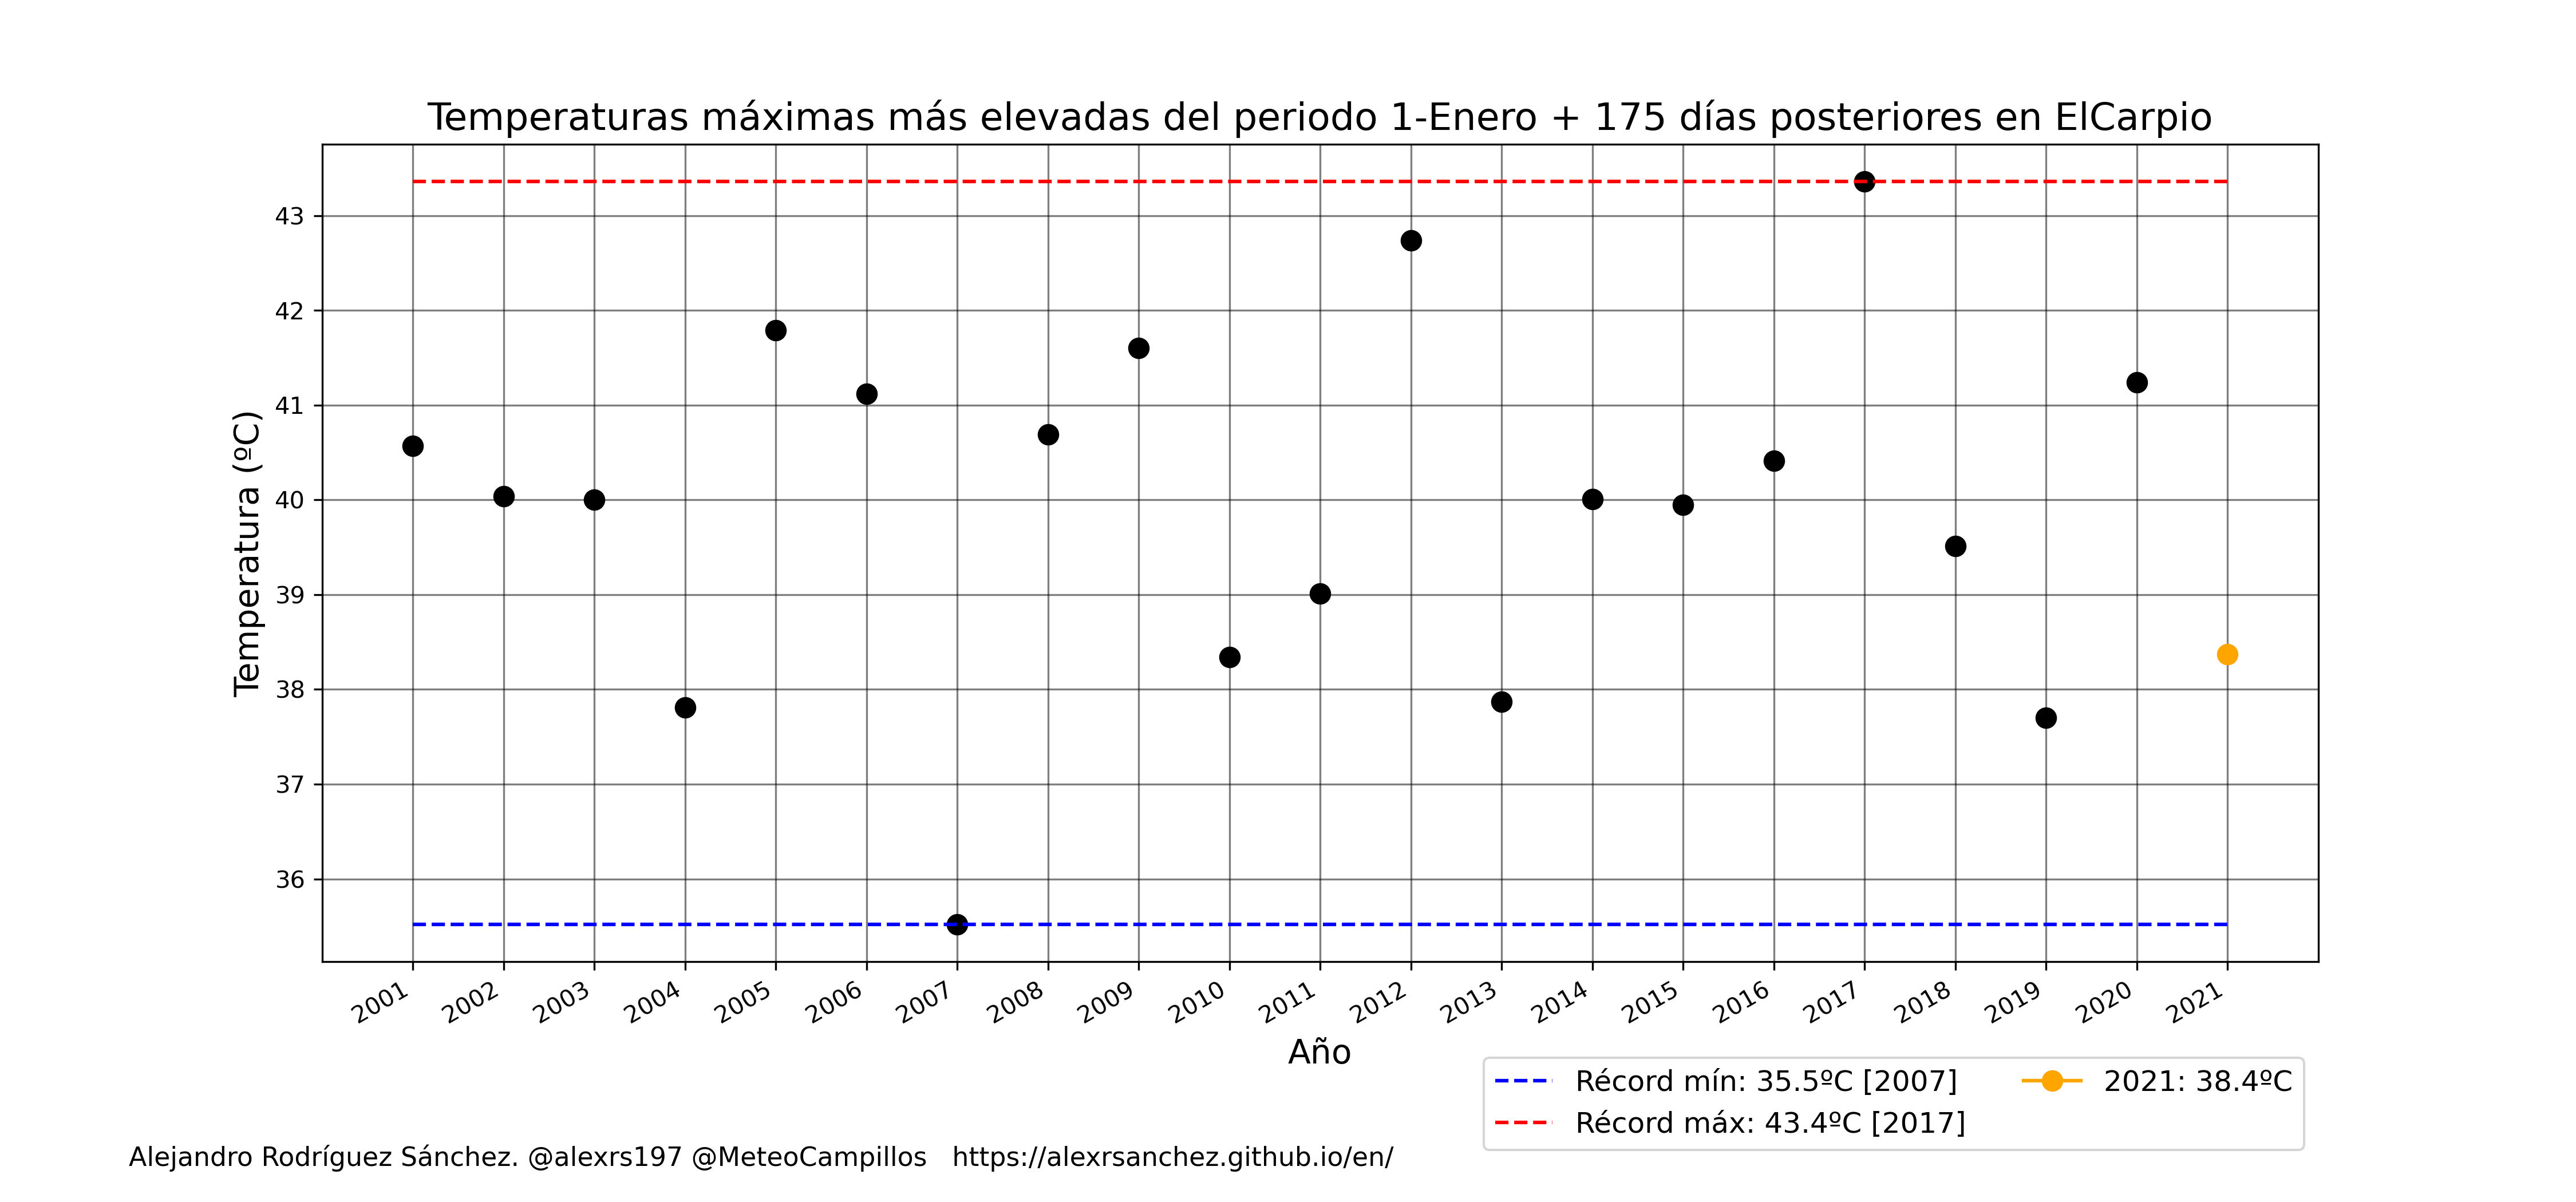 Temperaturas máximas más elevadas del periodo 1-Enero + 175 días posteriores en ElCarpio
Temperatura (ºC)
43
42
41
40
39
38
37
36
2001 2002 2003 2004 2005 2006 2007 2008 2009 2010 2011 2012 2013 2014 2015 2016 2017 2018 2019 2020 2021
Año
Récord mín: 35.5ºC [2007]
Récord máx: 43.4ºC [2017]
2021: 38.4ºC
Alejandro Rodríguez Sánchez. @alexrs197 @MeteoCampillos https://alexrsanchez.github.io/en/